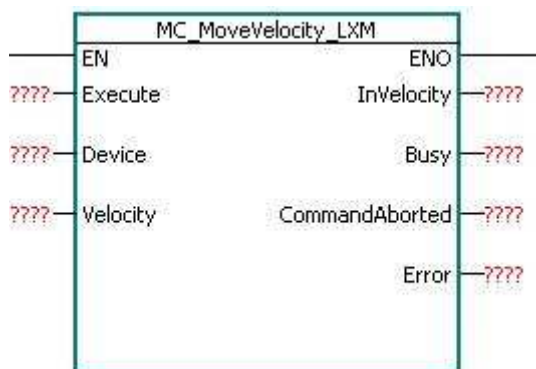 MC_MoveVelocity_LXM
EN ENO
???? Execute InVelocity ????
???? Device Busy ????
???? Velocity CommandAborted ????
Error ????